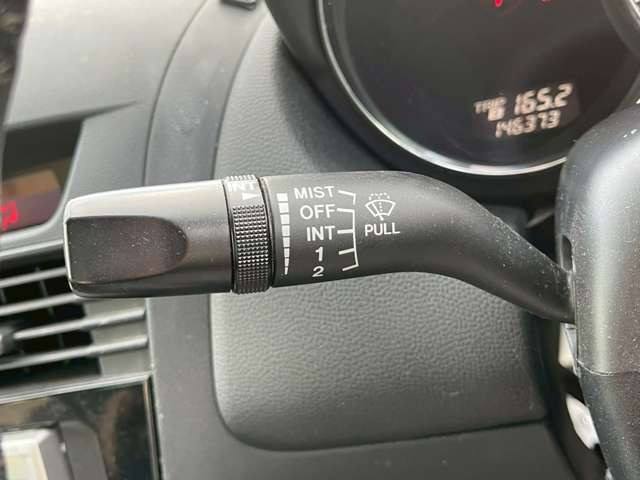 TRIP
165.2
146373
INT
MIST
OFF
INT
1
2
PULL